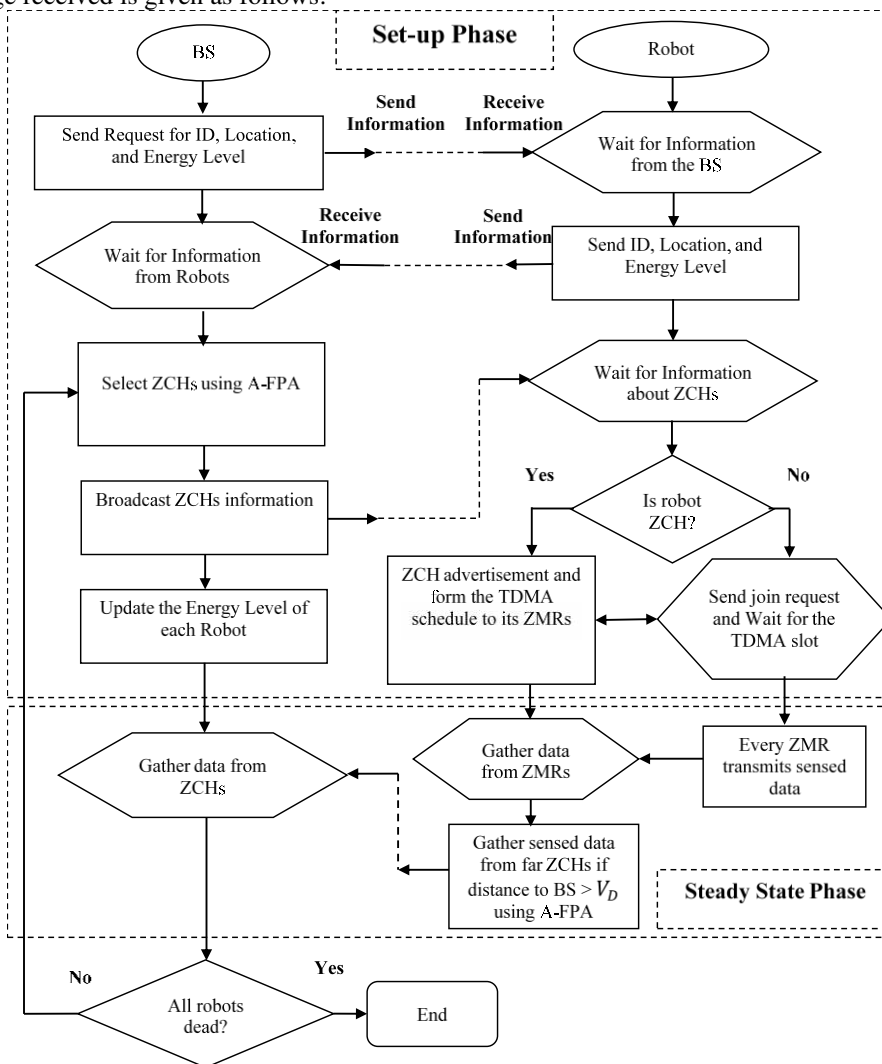 ge received is given as follows:
Set-up Phase
BS
Robot
Send
Information
Receive
Information
Send Request for ID, Location,
and Energy Level
Wait for Information
from the BS
Receive
Information
Send
Information
Wait for Information
from Robots
Send ID, Location, and
Energy Level
Select ZCHs using A-FPA
Wait for Information
about ZCHs
Broadcast ZCHs information
Yes
No
Is robot
ZCH?
Update the Energy Level of
each Robot
ZCH advertisement and
form the TDMA
schedule to its ZMRs
Send join request
and Wait for the
TDMA slot
Gather data from
ZCHs
Gather data
from ZMRs
Every ZMR
transmits sensed
data
Gather sensed data
from far ZCHs if
distance to BS > V_D
using A-FPA
Steady State Phase
No
Yes
All robots
dead?
End